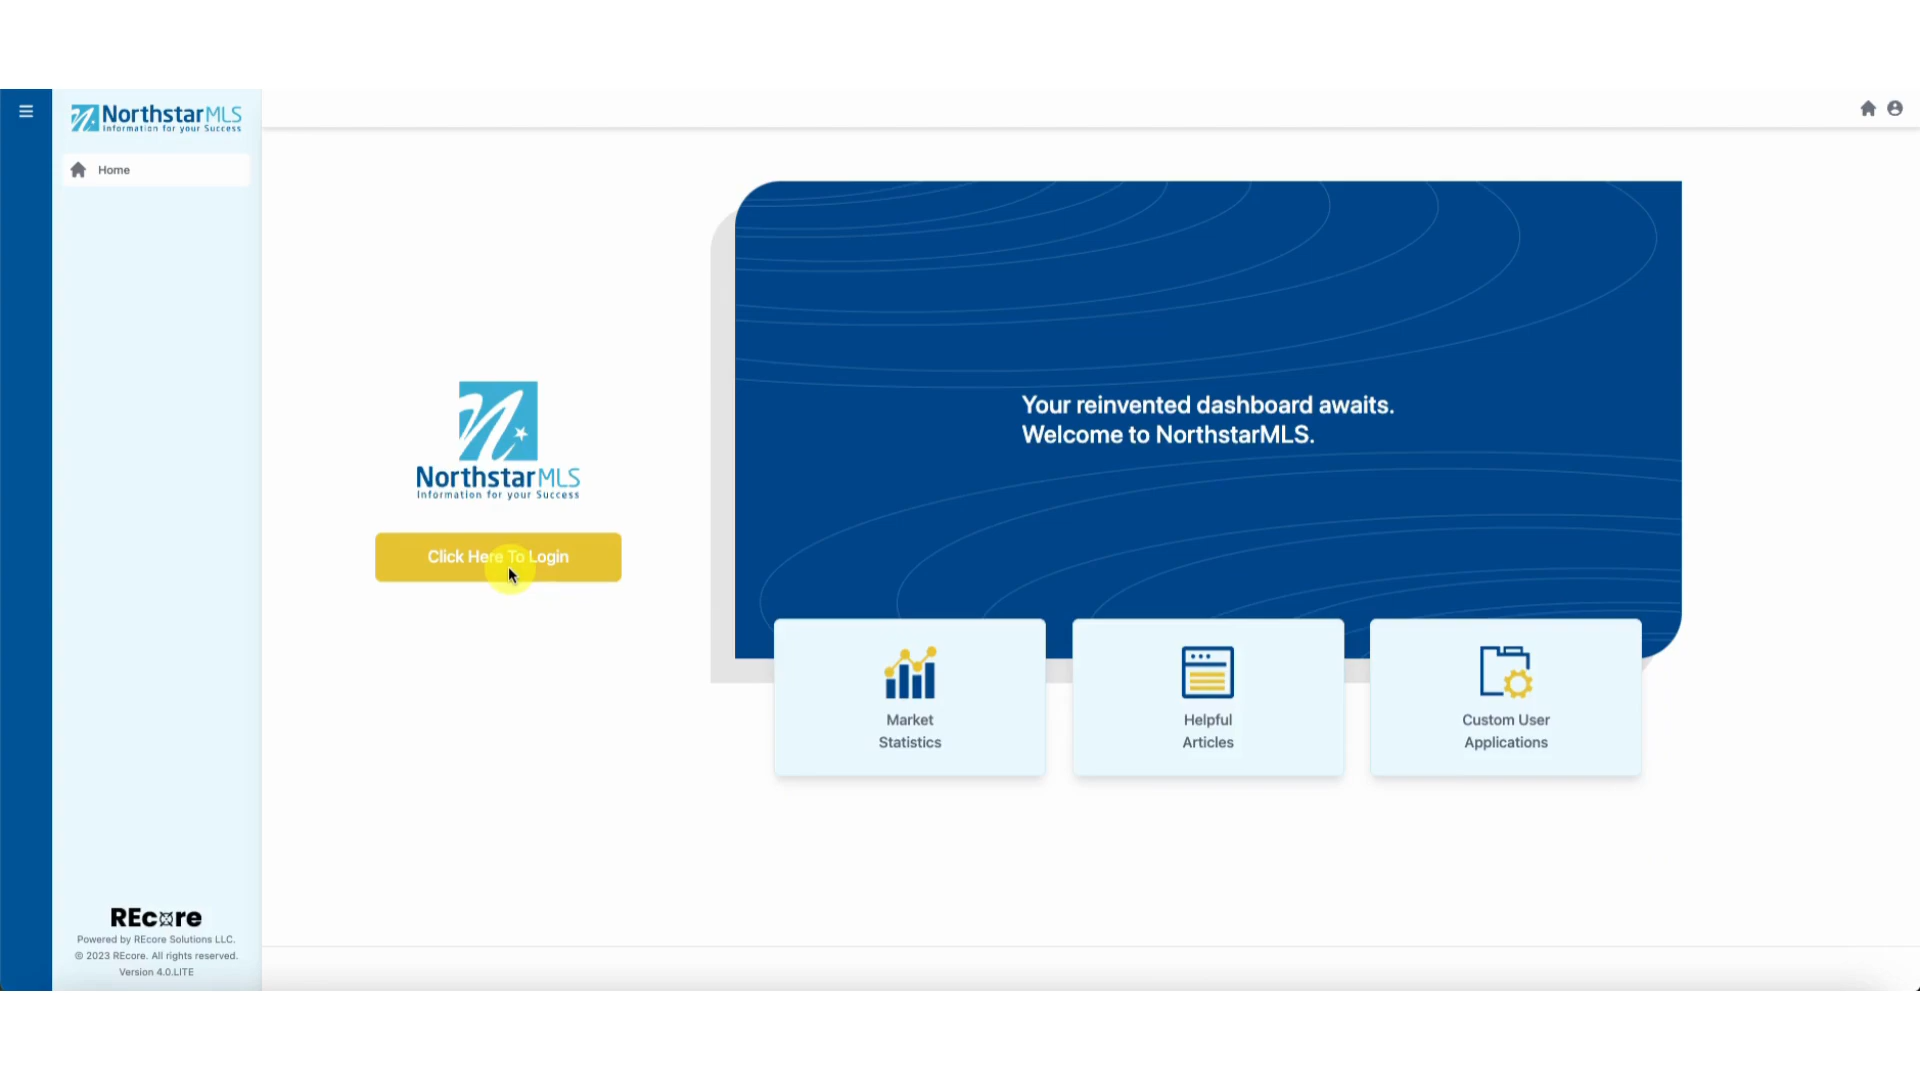 NorthstarMLS
Information for your Success
Home
NorthstarMLS
Information for your Success
Click Here To Login
Your reinvented dashboard awaits.
Welcome to NorthstarMLS.
Market
Statistics
Helpful
Articles
Custom User
Applications
REcore
Powered by REcore Solutions LLC.
© 2023 REcore. All rights reserved.
Version 4.0.LITE